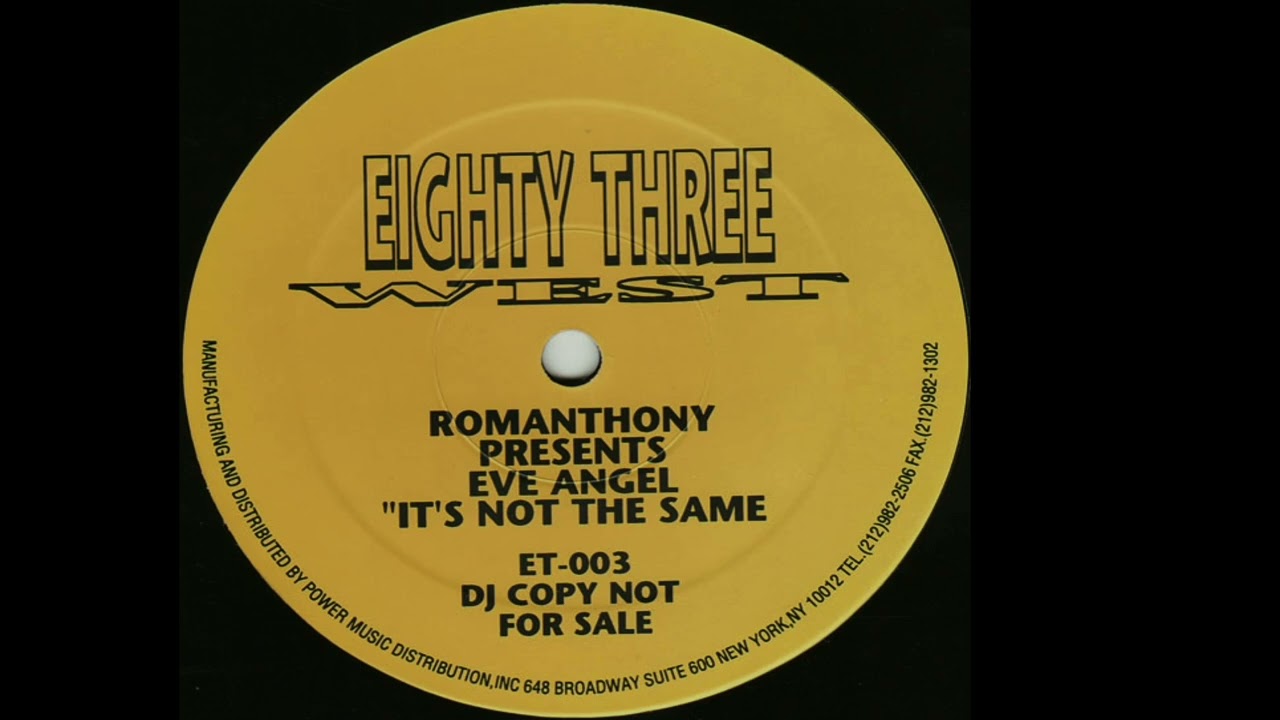 EIGHTY THREE
WEST
ROMANTHONY
PRESENTS
EVE ANGEL
"IT'S NOT THE SAME
ET-003
DJ COPY NOT
FOR SALE
MANUFACTURING AND DISTRIBUTED BY POWER MUSIC DISTRIBUTION,INC 648 BROADWAY SUITE 600 NEW YORK,NY 10012 TEL.(212)982-2506 FAX.(212)982-1302